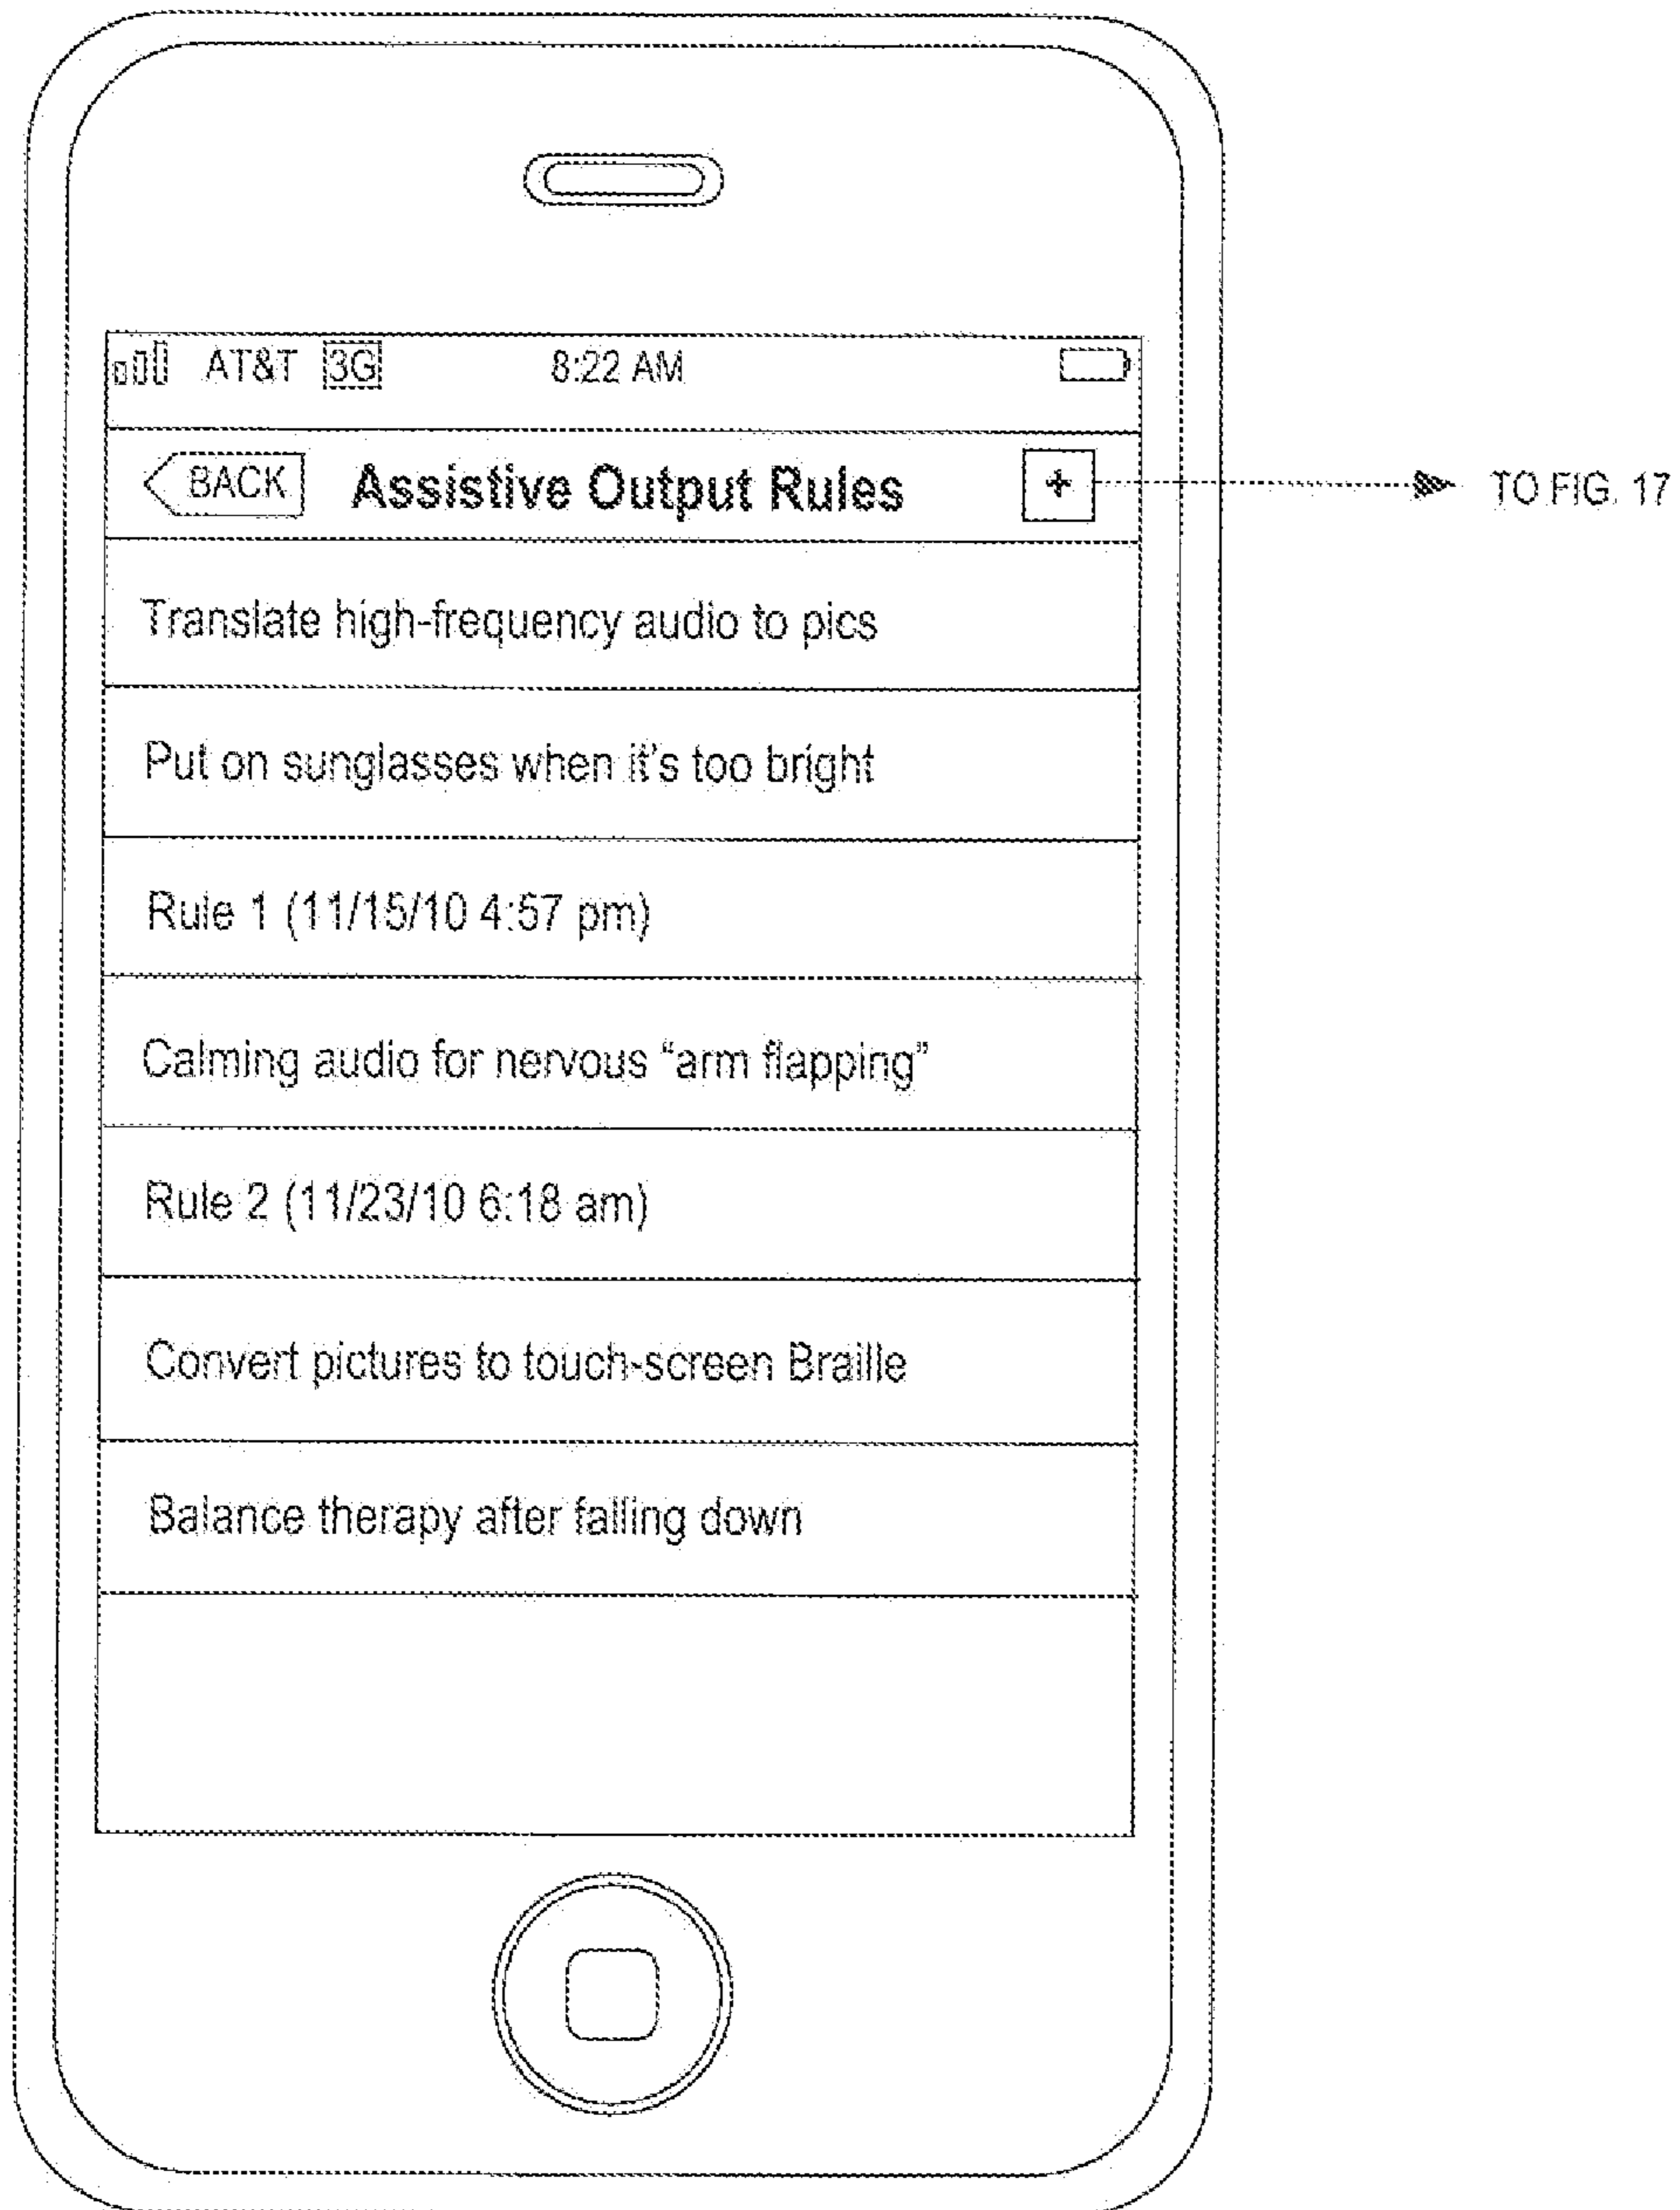 AT&T 3G 8:22 AM
BACK Assistive Output Rules + TO FIG. 17
Translate high-frequency audio to pics
Put on sunglasses when it's too bright
Rule 1 (11/15/10 4:57 pm)
Calming audio for nervous “arm flapping”
Rule 2 (11/23/10 6:18 am)
Convert pictures to touch-screen Braille
Balance therapy after falling down